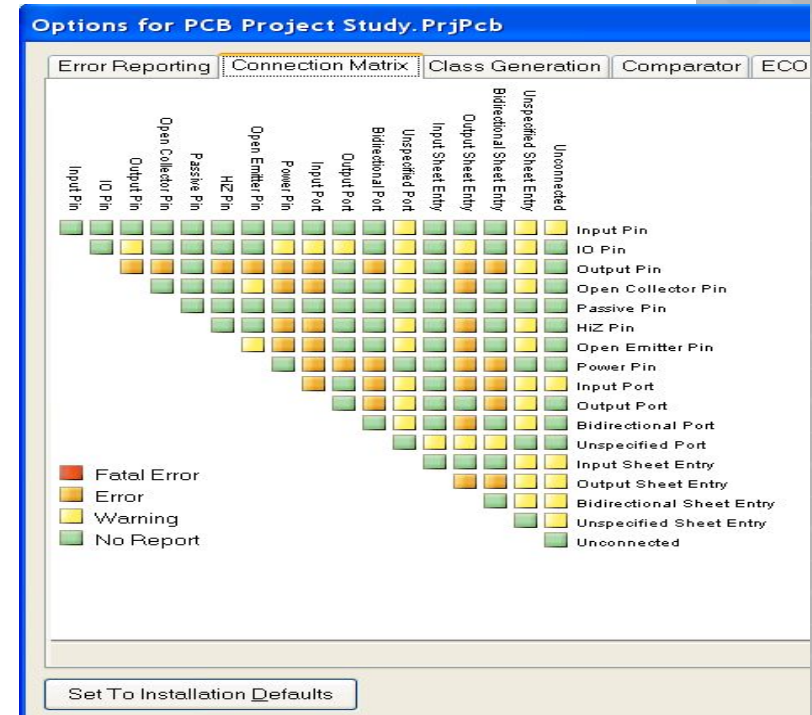 Options for PCB Project Study.PrjPcb
Error Reporting
Connection Matrix
Class Generation
Comparator
ECO
Input Pin
IO Pin
Output Pin
Open Collector Pin
Passive Pin
HiZ Pin
Open Emitter Pin
Power Pin
Input Port
Output Port
Bidirectional Port
Unspecified Port
Input Sheet Entry
Output Sheet Entry
Bidirectional Sheet Entry
Unspecified Sheet Entry
Unconnected
Input Pin
IO Pin
Output Pin
Open Collector Pin
Passive Pin
HiZ Pin
Open Emitter Pin
Power Pin
Input Port
Output Port
Bidirectional Port
Unspecified Port
Input Sheet Entry
Output Sheet Entry
Bidirectional Sheet Entry
Unspecified Sheet Entry
Unconnected
Fatal Error
Error
Warning
No Report
Set To Installation Defaults